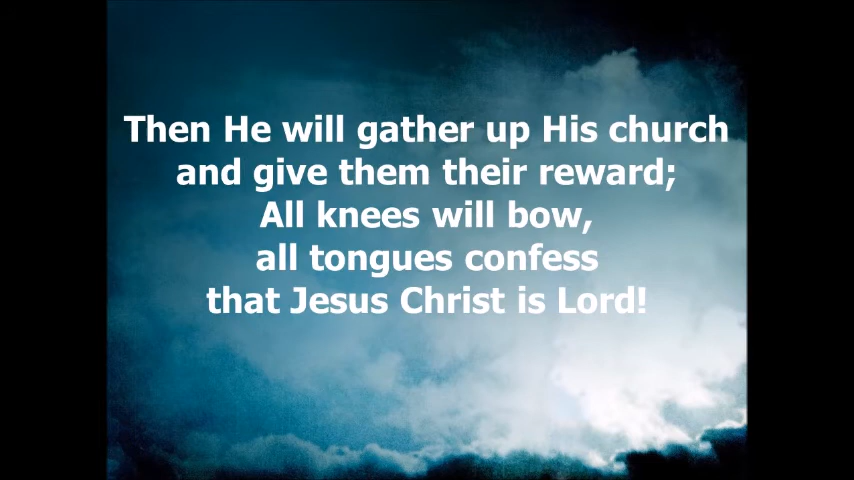 Then He will gather up His church
and give them their reward;
All knees will bow,
all tongues confess
that Jesus Christ is Lord!